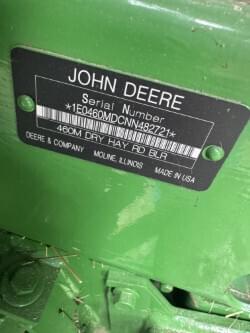 JOHN DEERE
Serial Number
*1E0460MDCNN482721*
460M DRY HAY RD BLR
DEERE & COMPANY MOLINE, ILLINOIS MADE IN USA